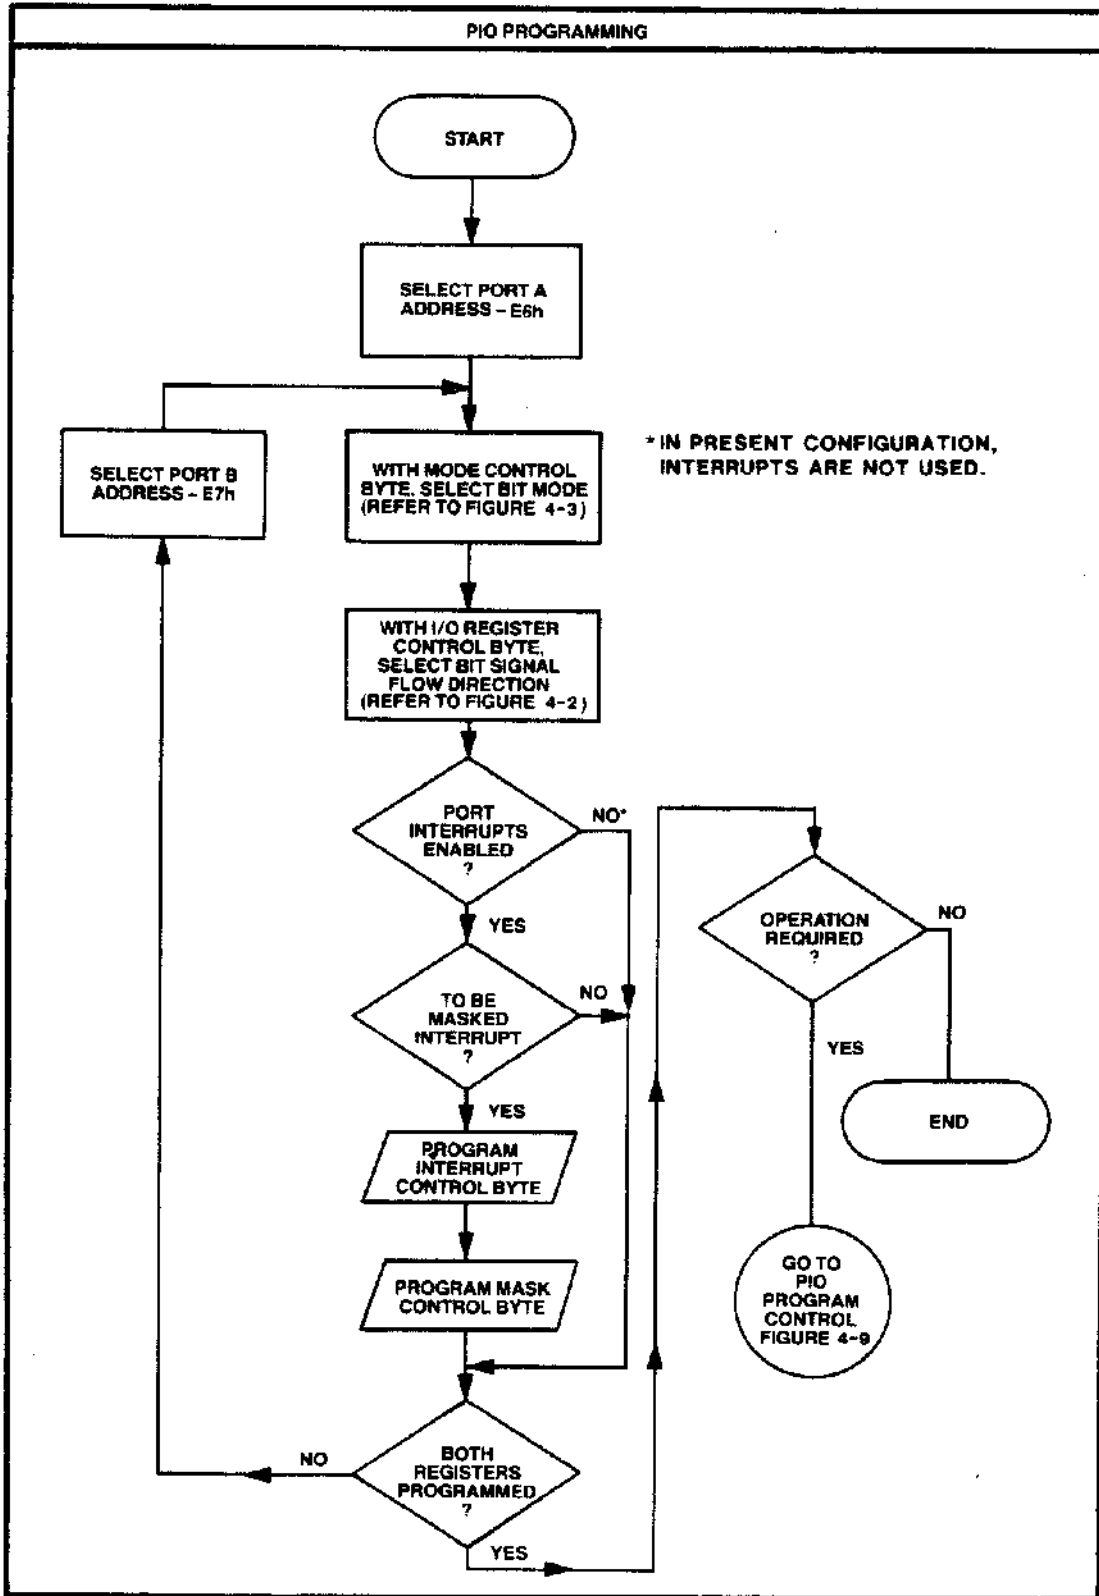 PIO PROGRAMMING
START
SELECT PORT A
ADDRESS - E6h
SELECT PORT B
ADDRESS - E7h
WITH MODE CONTROL
BYTE, SELECT BIT MODE
(REFER TO FIGURE 4-3)
* IN PRESENT CONFIGURATION,
INTERRUPTS ARE NOT USED.
WITH I/O REGISTER
CONTROL BYTE,
SELECT BIT SIGNAL
FLOW DIRECTION
(REFER TO FIGURE 4-2)
PORT
INTERRUPTS
ENABLED
?
NO*
YES
TO BE
MASKED
INTERRUPT
?
NO
YES
PROGRAM
INTERRUPT
CONTROL BYTE
PROGRAM MASK
CONTROL BYTE
BOTH
REGISTERS
PROGRAMMED
?
NO
YES
OPERATION
REQUIRED
?
NO
YES
END
GO TO
PIO
PROGRAM
CONTROL
FIGURE 4-9